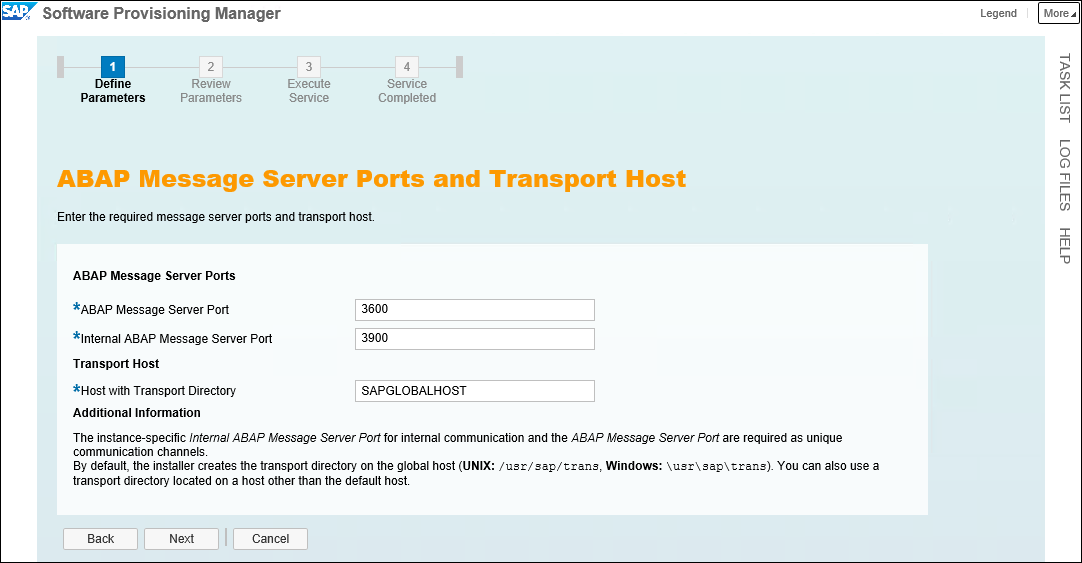 SAP Software Provisioning Manager
Legend
More
1 2 3 4
Define Review Execute Service
Parameters Parameters Service Completed
TASK LIST
LOG FILES
HELP
ABAP Message Server Ports and Transport Host
Enter the required message server ports and transport host.
ABAP Message Server Ports
*ABAP Message Server Port 3600
*Internal ABAP Message Server Port 3900
Transport Host
*Host with Transport Directory SAPGLOBALHOST
Additional Information
The instance-specific Internal ABAP Message Server Port for internal communication and the ABAP Message Server Port are required as unique
communication channels.
By default, the installer creates the transport directory on the global host (UNIX: /usr/sap/trans, Windows: \usr\sap\trans). You can also use a
transport directory located on a host other than the default host.
Back Next Cancel